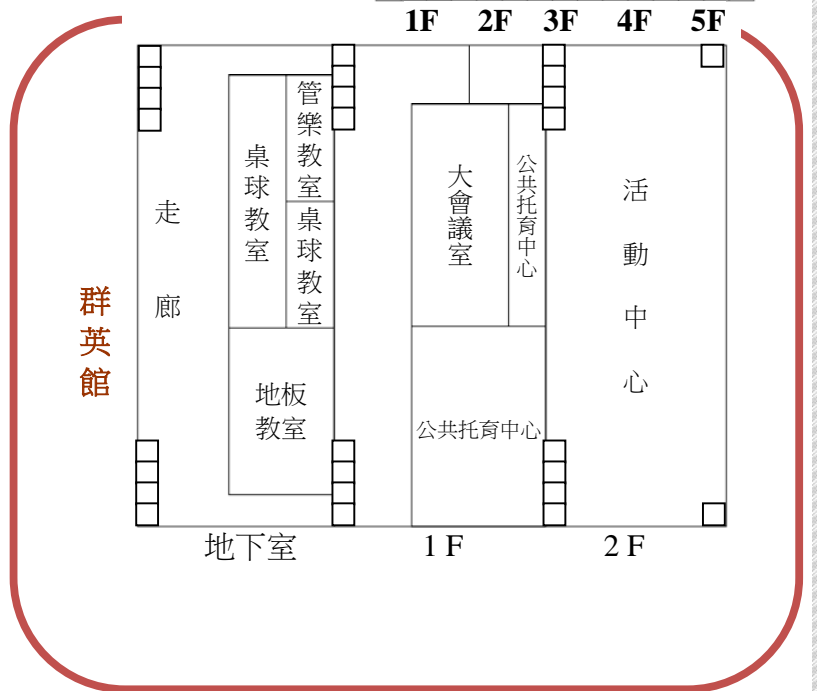 1F 2F 3F 4F 5F
群英館
走廊
桌球教室
管樂教室
桌球教室
地板
教室
大會議室
公共托育中心
公共托育中心
活動中心
地下室 1 F 2 F